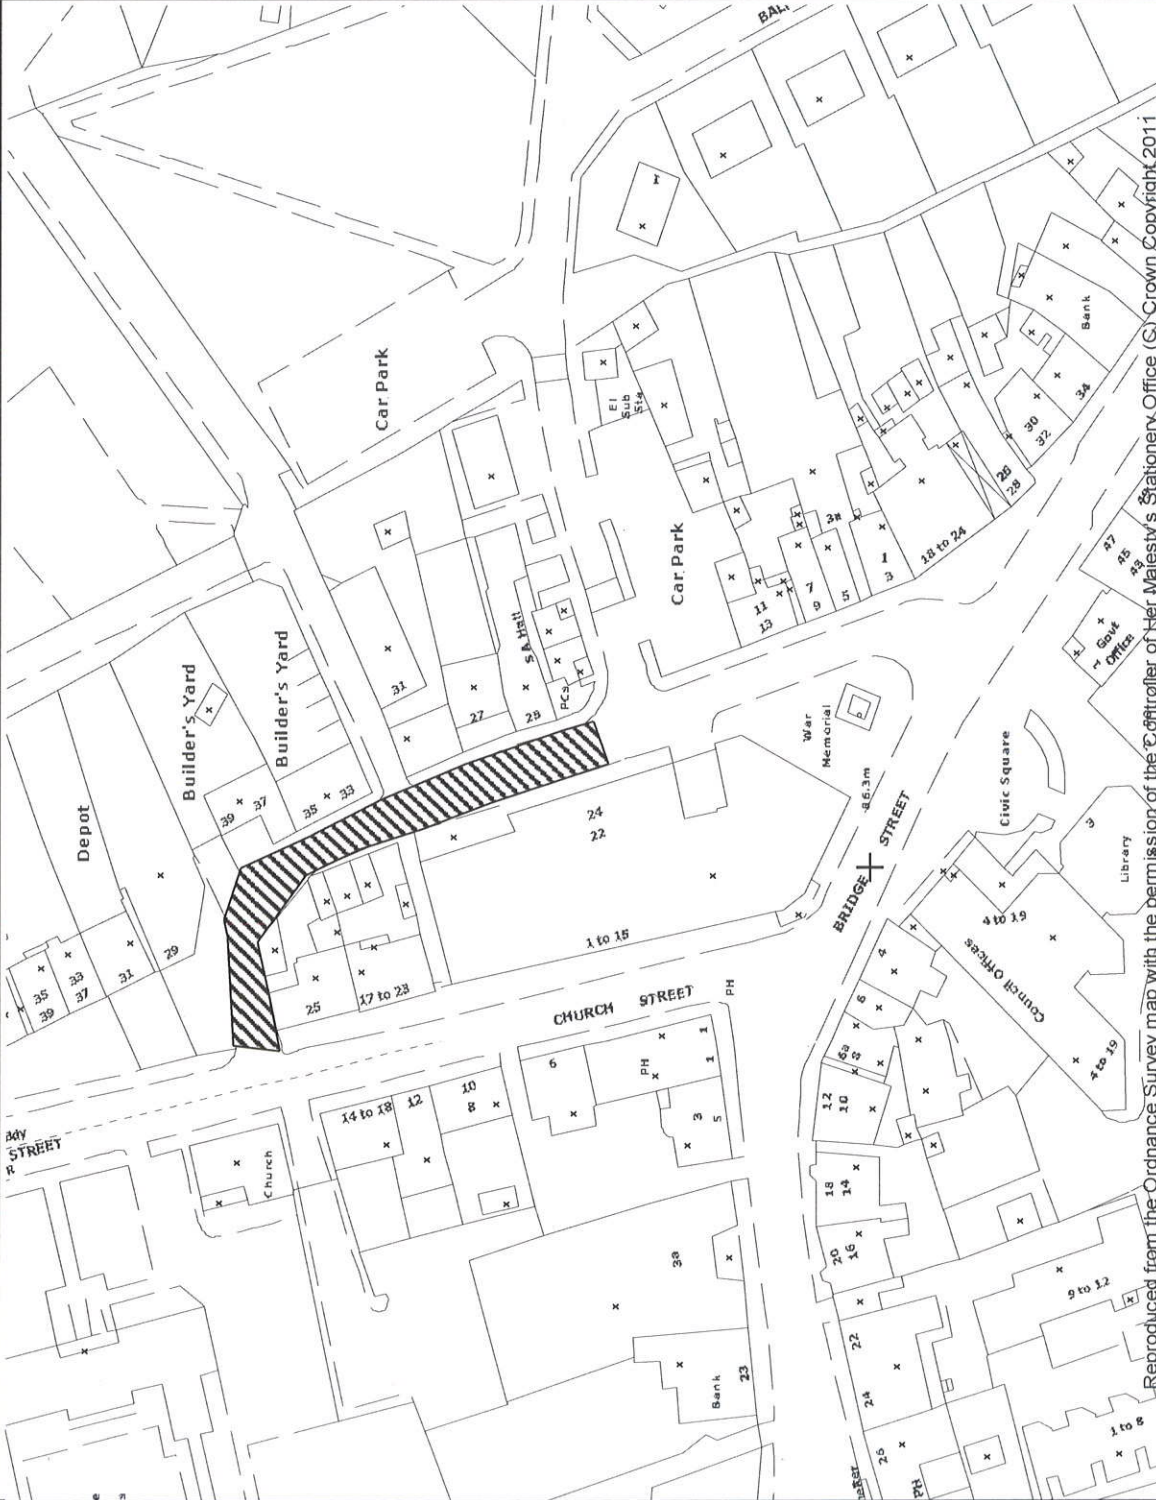 BAL
Car Park
Bank
34
30
32
El
Sub
Sta
26
28
18 to 24
3a
1
3
5
7
9
11
13
Car Park
47
45
43
Govt
Office
1
31
27
25
SA Hall
PCs
Builder's Yard
Builder's Yard
39
37
35
33
Depot
24
22
War
Memorial
86.3m
BRIDGE STREET
Civic Square
3
Library
29
31
33
37
35
39
1 to 15
25
17 to 23
CHURCH STREET
PH
4 to 19
Council Offices
4 to 19
4
6
6a
8
12
10
14 to 18
12
10
8
6
PH
1
1
3
5
STREET
Church
18
14
20
16
3a
9 to 12
22
24
26
Bank
23
PH
1 to 8
Reproduced from the Ordnance Survey map with the permission of the Controller of Her Majesty's Stationery Office (C) Crown Copyright 2011